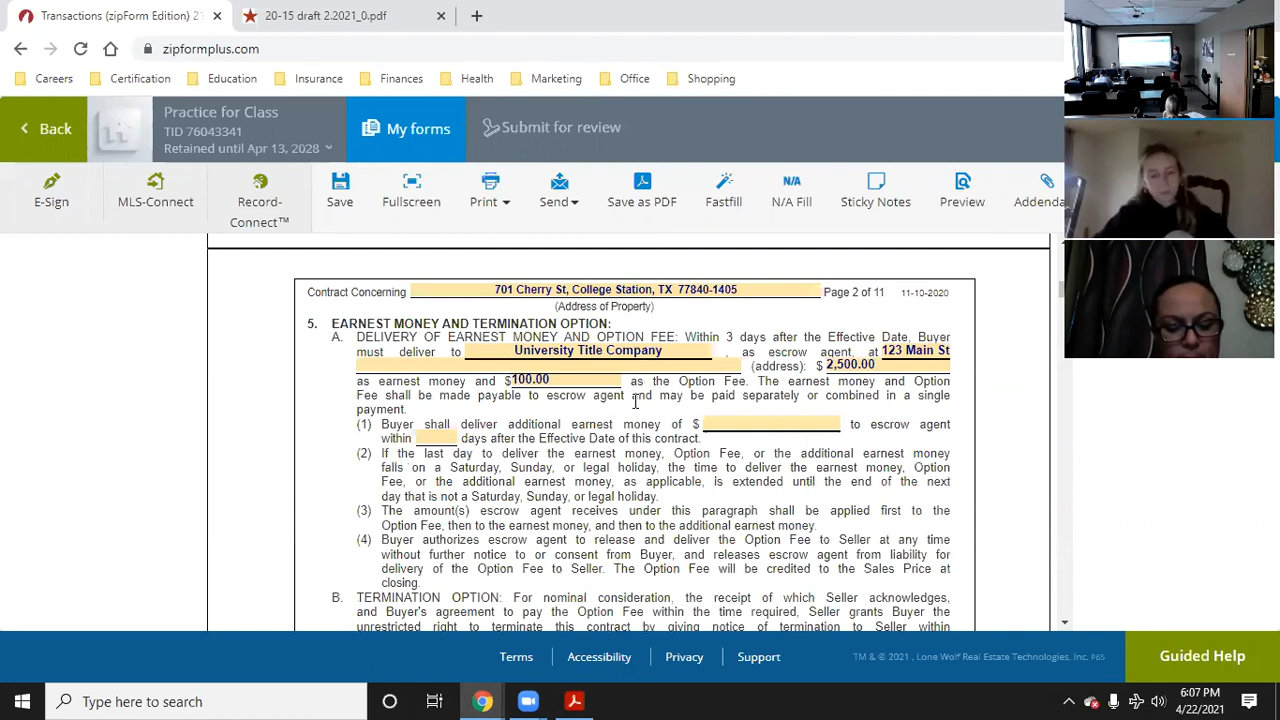 Transactions (zipForm Edition) 2
20-15 draft 2.2021_0.pdf
zipformplus.com
Careers
Certification
Education
Insurance
Finances
Health
Marketing
Office
Shopping
Back
Practice for Class
TID 76043341
Retained until Apr 13, 2028
My forms
Submit for review
E-Sign
MLS-Connect
Record-
Connect™
Save
Fullscreen
Print
Send
Save as PDF
Fastfill
N/A
N/A Fill
Sticky Notes
Preview
Addenda
Contract Concerning 701 Cherry St, College Station, TX 77840-1405 Page 2 of 11 11-10-2020
(Address of Property)
5. EARNEST MONEY AND TERMINATION OPTION:
A. DELIVERY OF EARNEST MONEY AND OPTION FEE: Within 3 days after the Effective Date, Buyer
must deliver to University Title Company , as escrow agent at 123 Main St
(address): $ 2,500.00
as earnest money and $100.00 as the Option Fee. The earnest money and Option
Fee shall be made payable to escrow agent and may be paid separately or combined in a single
payment.
(1) Buyer shall deliver additional earnest money of $ to escrow agent
within days after the Effective Date of this contract.
(2) If the last day to deliver the earnest money, Option Fee, or the additional earnest money
falls on a Saturday, Sunday, or legal holiday, the time to deliver the earnest money, Option
Fee, or the additional earnest money, as applicable, is extended until the end of the next
day that is not a Saturday, Sunday, or legal holiday.
(3) The amount(s) escrow agent receives under this paragraph shall be applied first to the
Option Fee, then to the earnest money, and then to the additional earnest money.
(4) Buyer authorizes escrow agent to release and deliver the Option Fee to Seller at any time
without further notice to or consent from Buyer, and releases escrow agent from liability for
delivery of the Option Fee to Seller. The Option Fee will be credited to the Sales Price at
closing.
B. TERMINATION OPTION: For nominal consideration, the receipt of which Seller acknowledges,
and Buyer's agreement to pay the Option Fee within the time required, Seller grants Buyer the
unrestricted right to terminate this contract by giving notice of termination to Seller within
Terms
Accessibility
Privacy
Support
TM & © 2021 , Lone Wolf Real Estate Technologies, Inc. P65
Guided Help
Type here to search
6:07 PM
4/22/2021